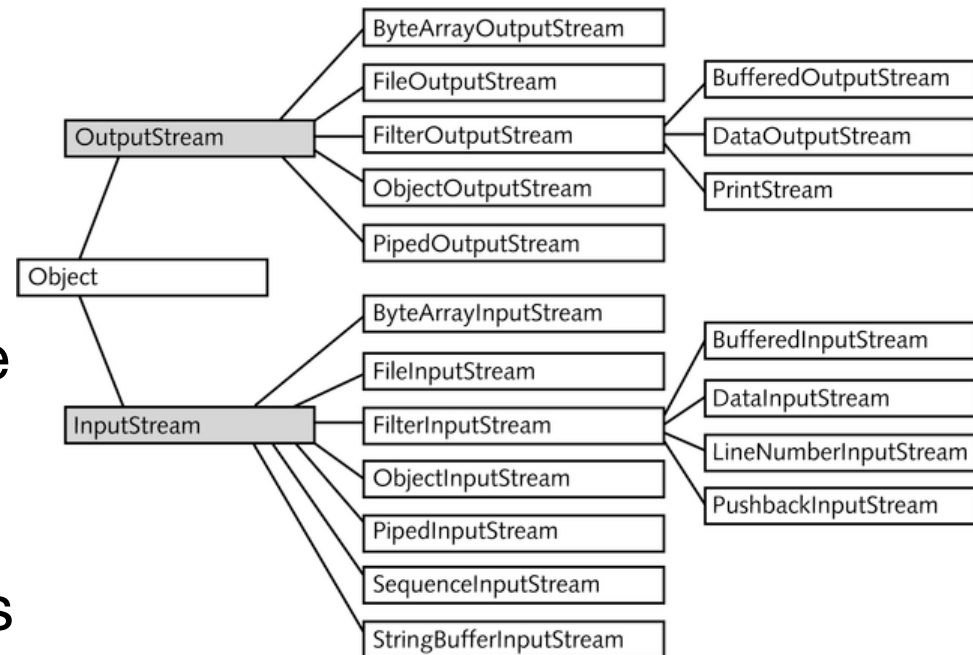 ByteArrayOutputStream
FileOutputStream
BufferedOutputStream
OutputStream
FilterOutputStream
DataOutputStream
ObjectOutputStream
PrintStream
PipedOutputStream
Object
ByteArrayInputStream
BufferedInputStream
e
FileInputStream
DataInputStream
InputStream
FilterInputStream
LineNumberInputStream
ObjectInputStream
PushbackInputStream
PipedInputStream
SequenceInputStream
s
StringBufferInputStream